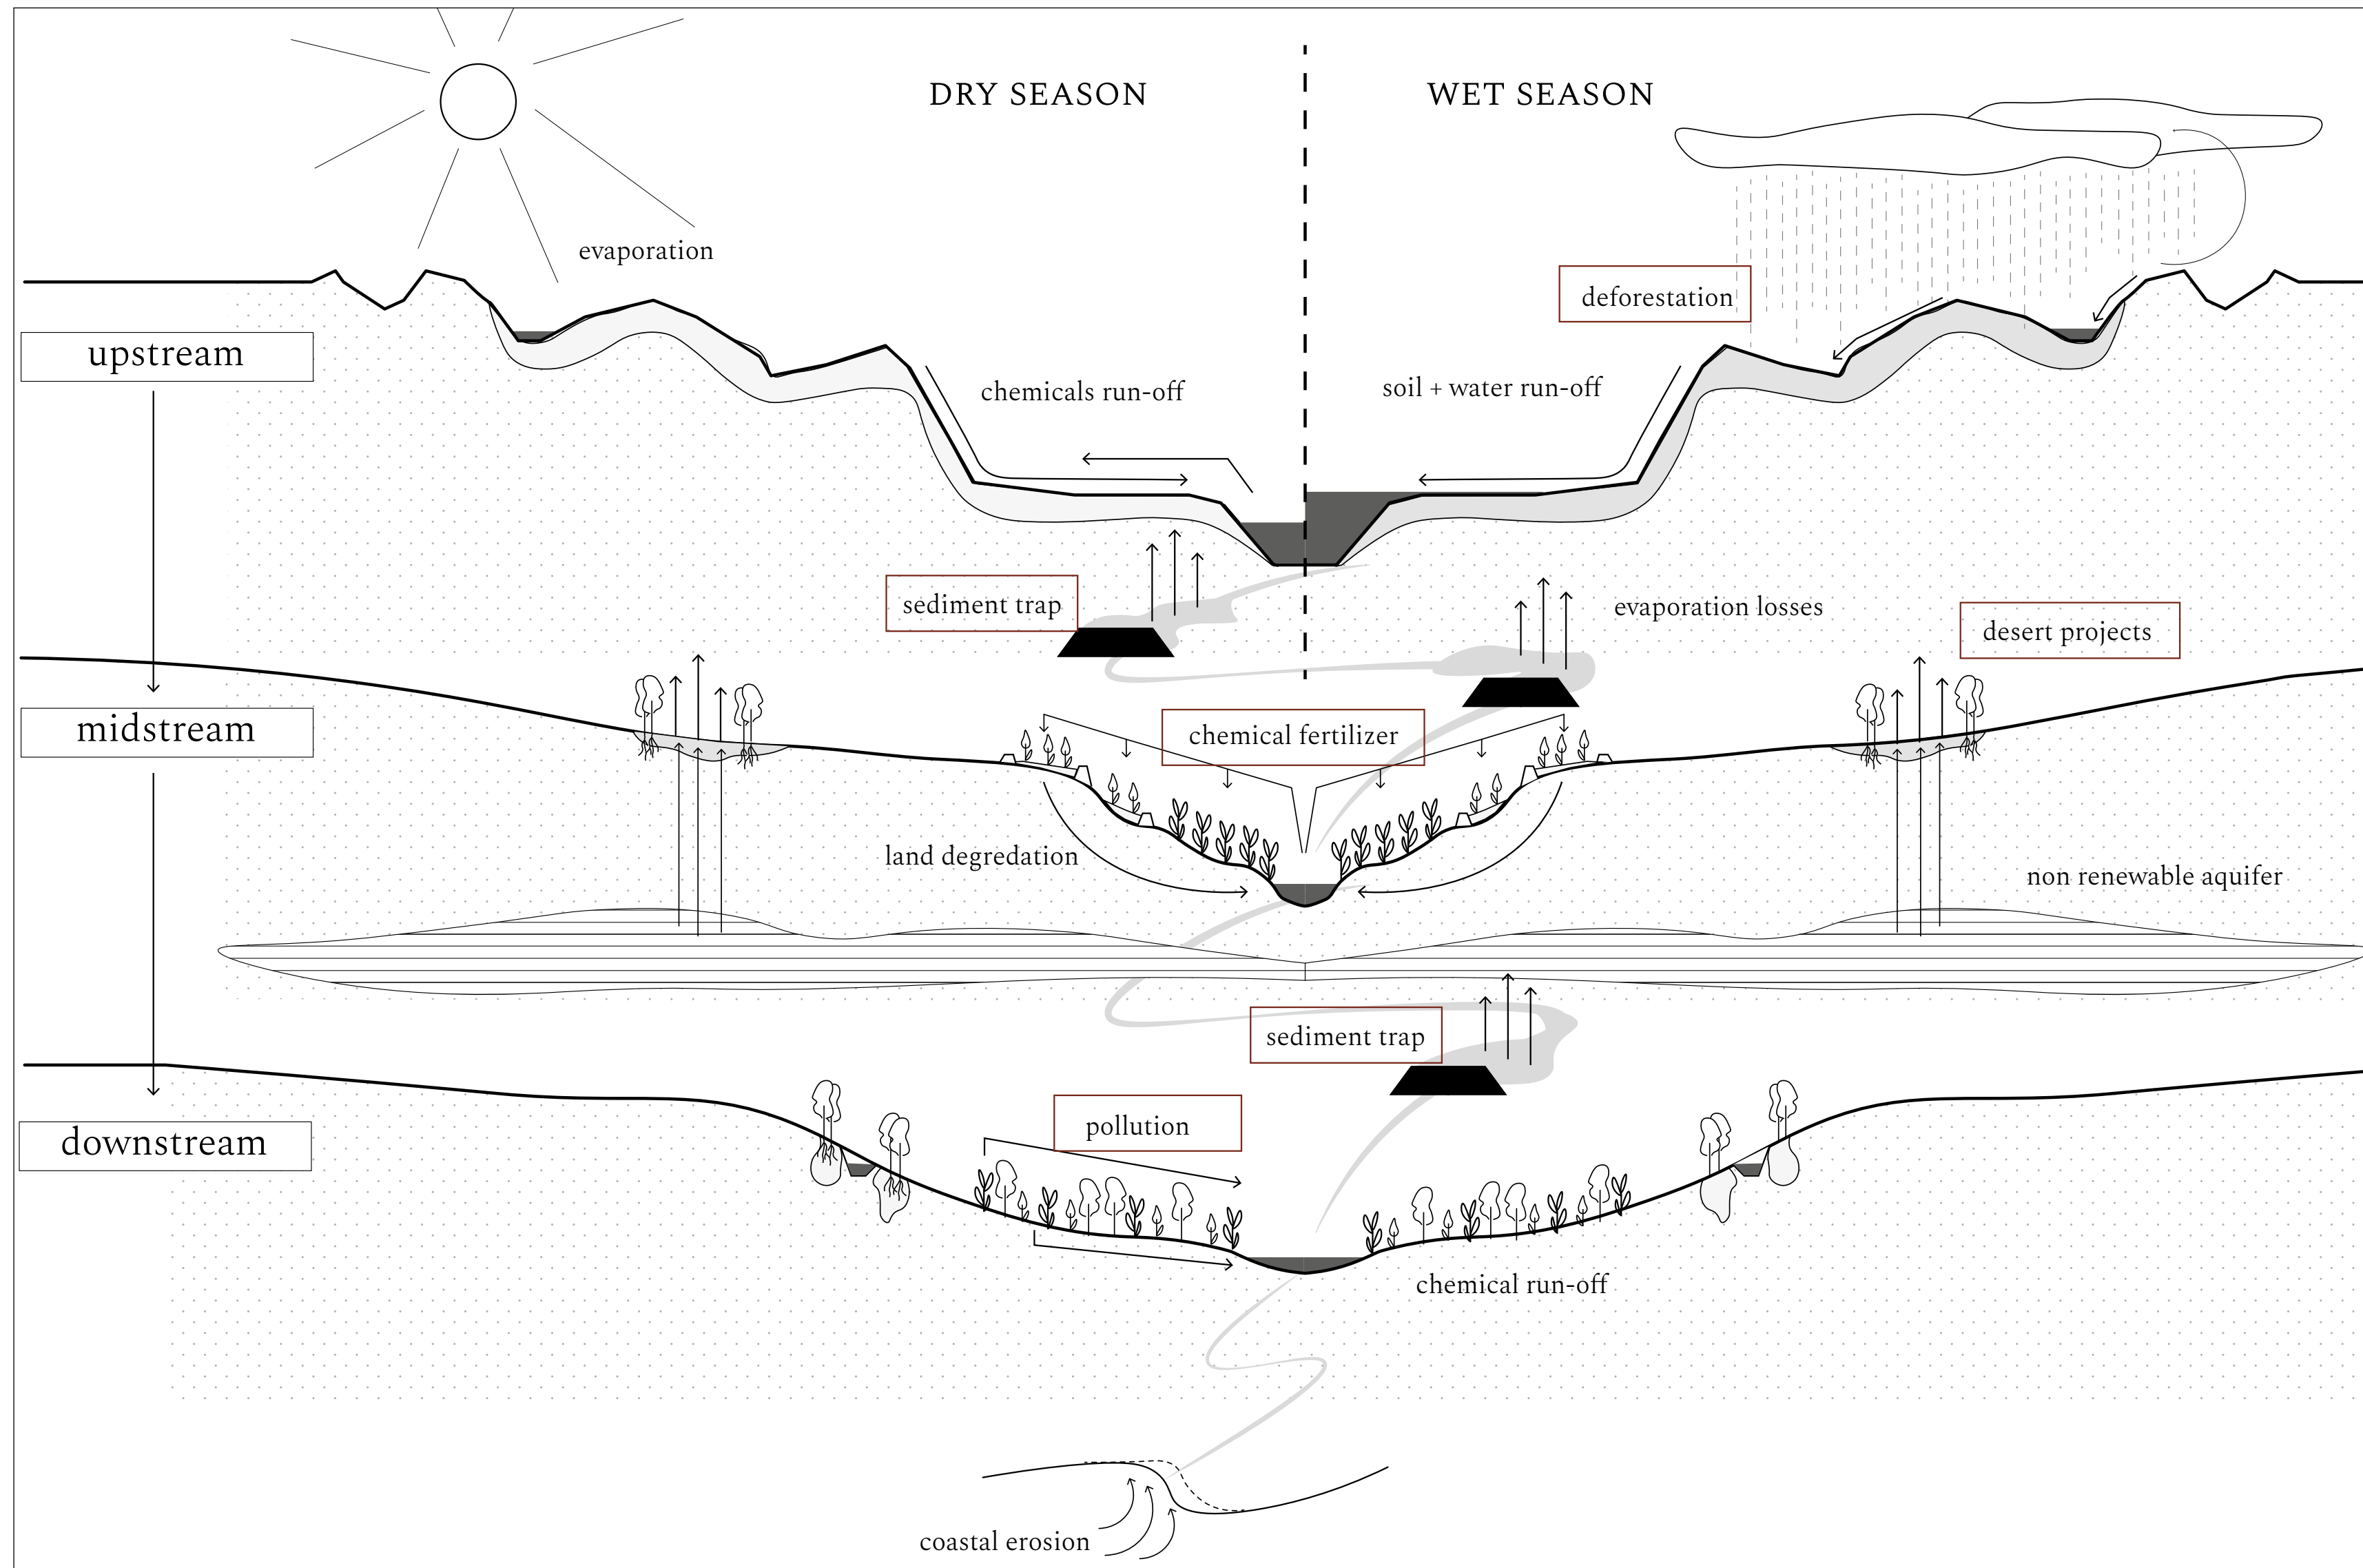 DRY SEASON
WET SEASON
evaporation
deforestation
upstream
chemicals run-off
soil + water run-off
sediment trap
evaporation losses
desert projects
midstream
chemical fertilizer
land degredation
non renewable aquifer
sediment trap
pollution
downstream
chemical run-off
coastal erosion